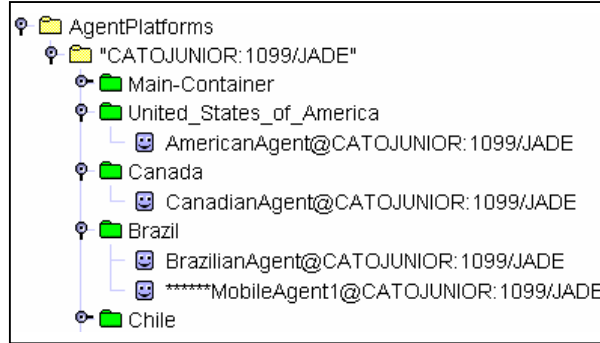 AgentPlatforms
"CATOJUNIOR:1099/JADE"
Main-Container
United_States_of_America
AmericanAgent@CATOJUNIOR:1099/JADE
Canada
CanadianAgent@CATOJUNIOR:1099/JADE
Brazil
BrazilianAgent@CATOJUNIOR:1099/JADE
******MobileAgent1@CATOJUNIOR:1099/JADE
Chile